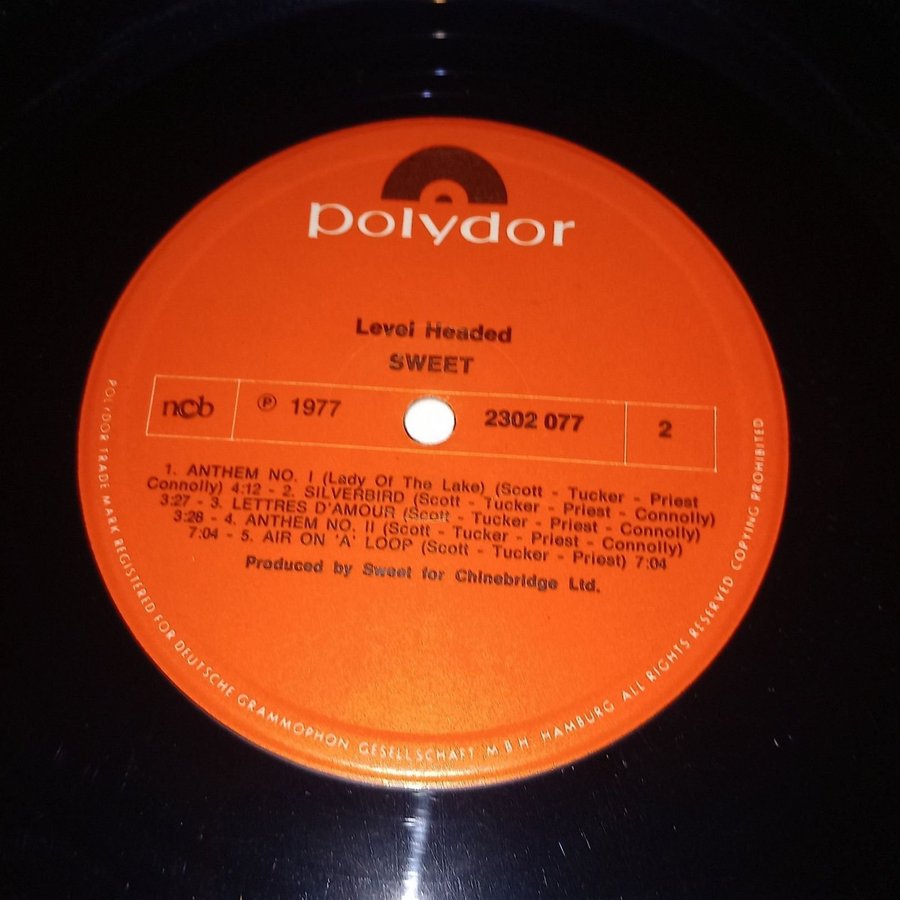 polydor
Level Headed
SWEET
ncb
℗ 1977
2302 077
2
1. ANTHEM NO. I (Lady Of The Lake) (Scott - Tucker - Priest
Connolly) 4:12 - 2. SILVERBIRD (Scott - Tucker - Priest - Connolly)
3:27 - 3. LETTRES D'AMOUR (Scott - Tucker - Priest - Connolly)
3:28 - 4. ANTHEM NO. II (Scott - Tucker - Priest - Connolly)
7:04 - 5. AIR ON 'A' LOOP (Scott - Tucker - Priest) 7:04
Produced by Sweet for Chinebridge Ltd.
POLYDOR TRADE MARK REGISTERED FOR DEUTSCHE GRAMMOPHON GESELLSCHAFT M.B.H. HAMBURG ALL RIGHTS RESERVED COPYING PROHIBITED